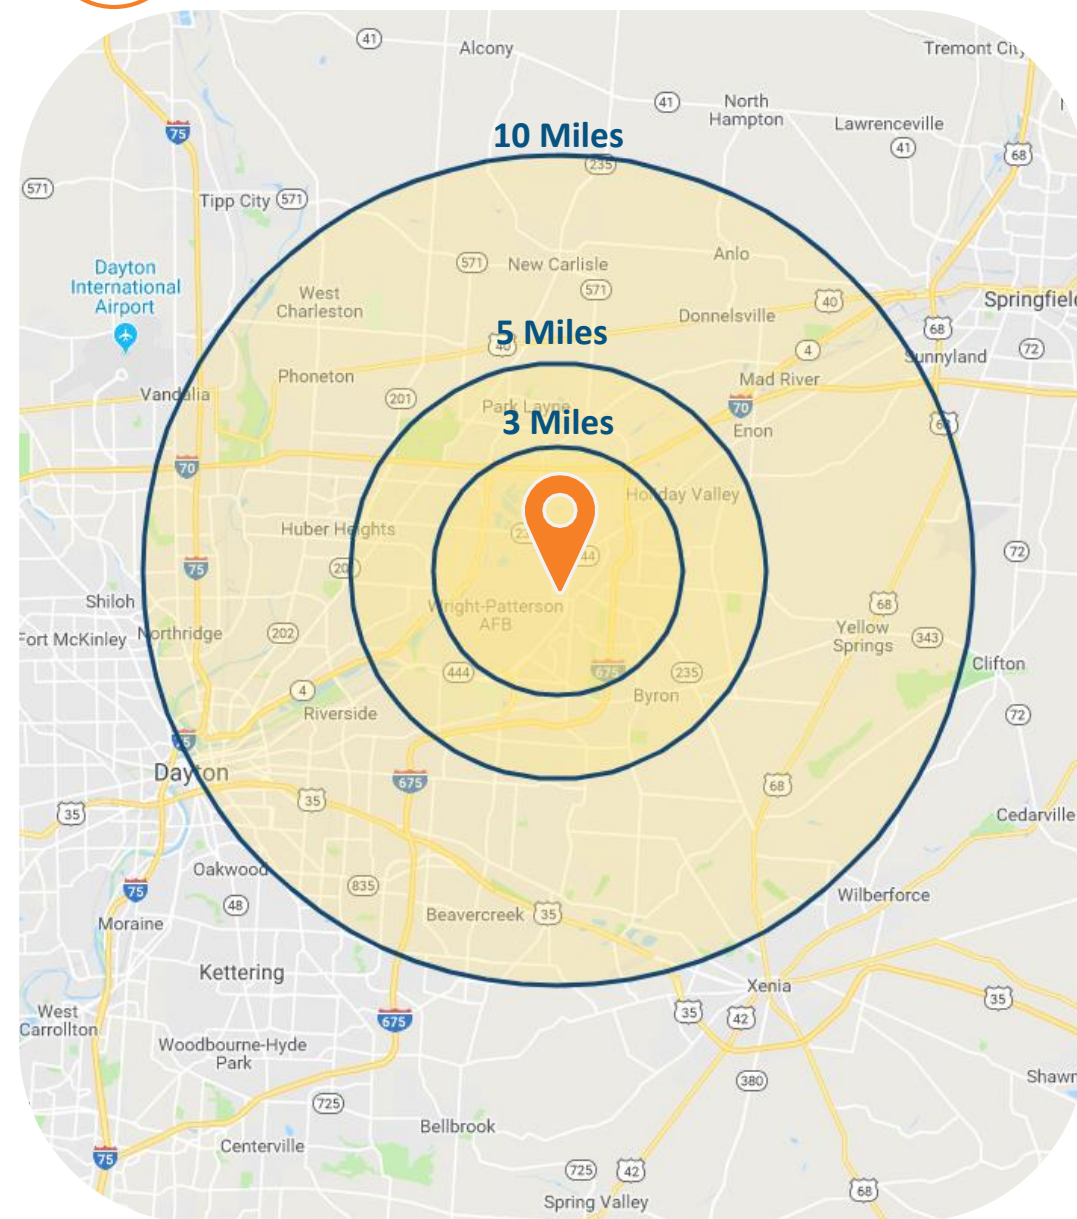 41
Alcony
Tremont City
41
North
Hampton
Lawrenceville
75
10 Miles
41
68
235
571
Tipp City
571
Anlo
571
New Carlisle
Dayton
International
Airport
571
West
Charleston
40
Springfiel
Donnelsville
5 Miles
68
40
4
72
Sunnyland
Phoneton
Mad River
Vandalia
201
Park Layne
70
3 Miles
68
Enon
70
Holiday Valley
Huber Heights
44
72
75
Shiloh
Wright-Patterson
AFB
68
Fort McKinley
Northridge
202
Yellow
Springs
343
Clifton
444
675
235
4
Byron
Riverside
72
Dayton
675
68
35
35
Cedarville
Oakwood
75
835
Wilberforce
48
Beavercreek
35
Moraine
Kettering
Xenia
35
West
Carrollton
35
42
675
Woodbourne-Hyde
Park
380
Shawn
725
Bellbrook
Centerville
75
725
42
68
Spring Valley